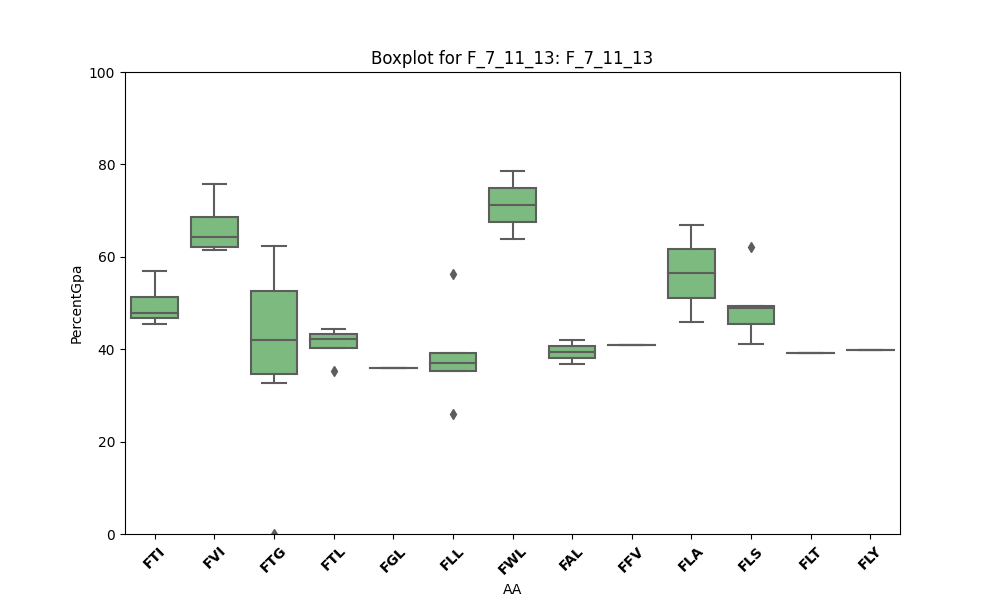 Boxplot for F_7_11_13: F_7_11_13
100
80
60
40
20
0
PercentGpa
FTI FVI FTG FTL FGL FLL FWL FAL FFV FLA FLS FLT FLY
AA